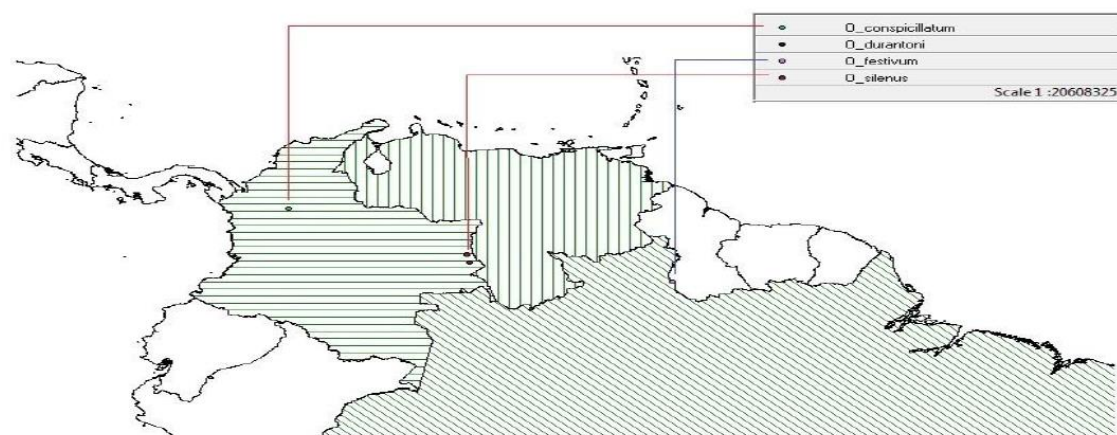 O_conspicillatum
O_durantoni
O_festivum
O_silenus
Scale 1 :20608325